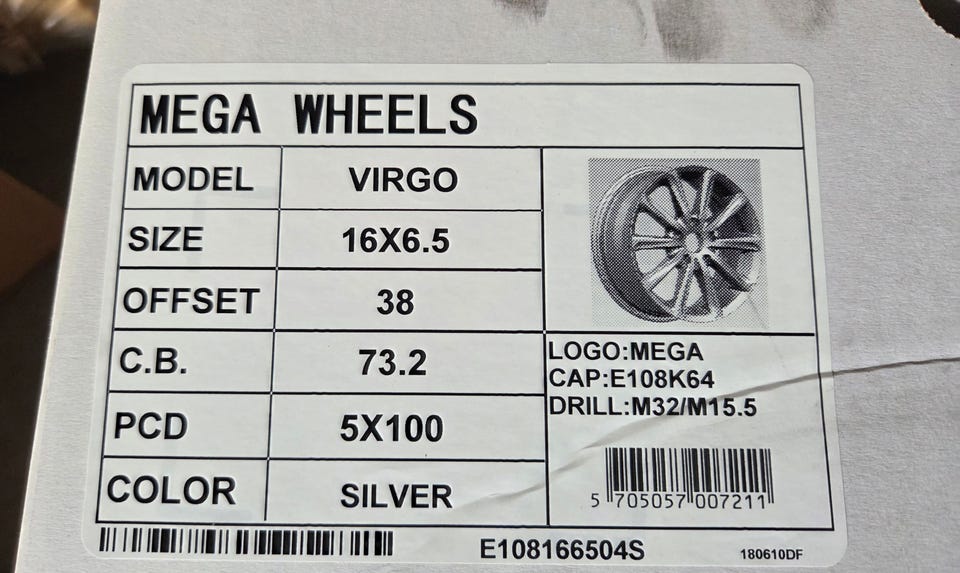 MEGA WHEELS
MODEL VIRGO
SIZE 16X6.5
OFFSET 38
C.B. 73.2
PCD 5X100
COLOR SILVER
LOGO:MEGA
CAP:E108K64
DRILL:M32/M15.5
5 705057 007211
E108166504S
180610DF